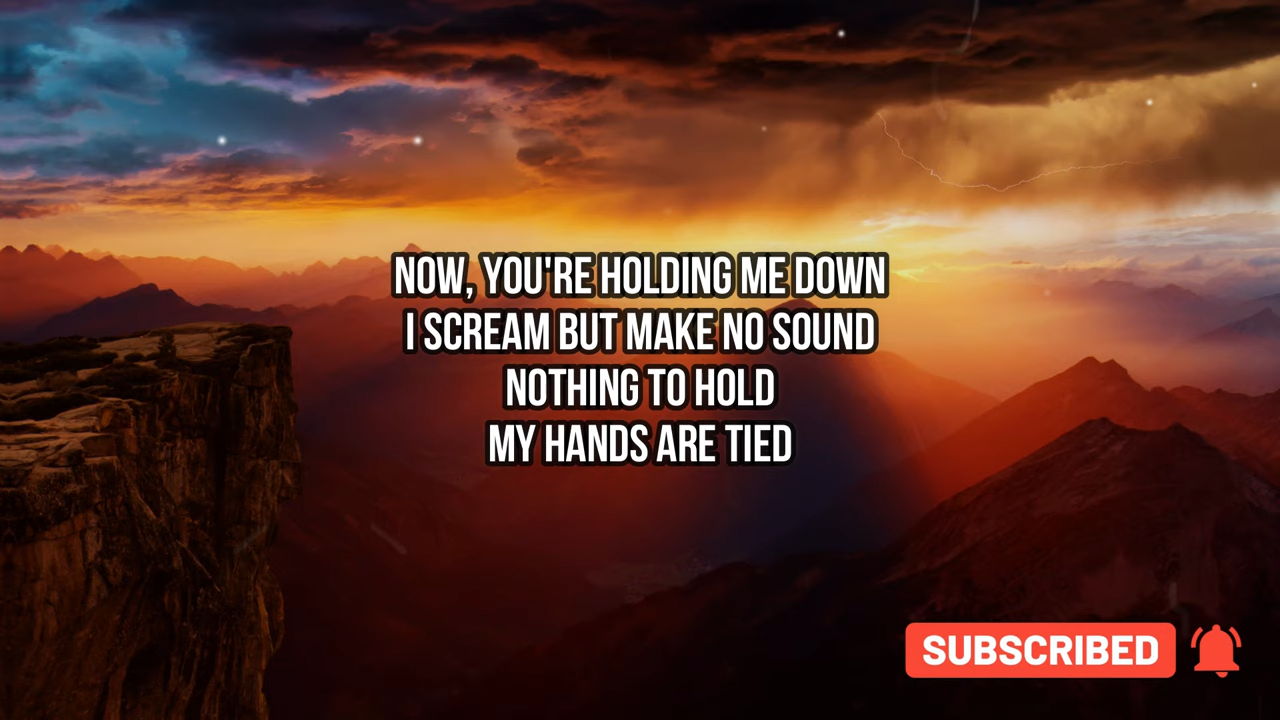 NOW, YOU'RE HOLDING ME DOWN
I SCREAM BUT MAKE NO SOUND
NOTHING TO HOLD
MY HANDS ARE TIED
SUBSCRIBED